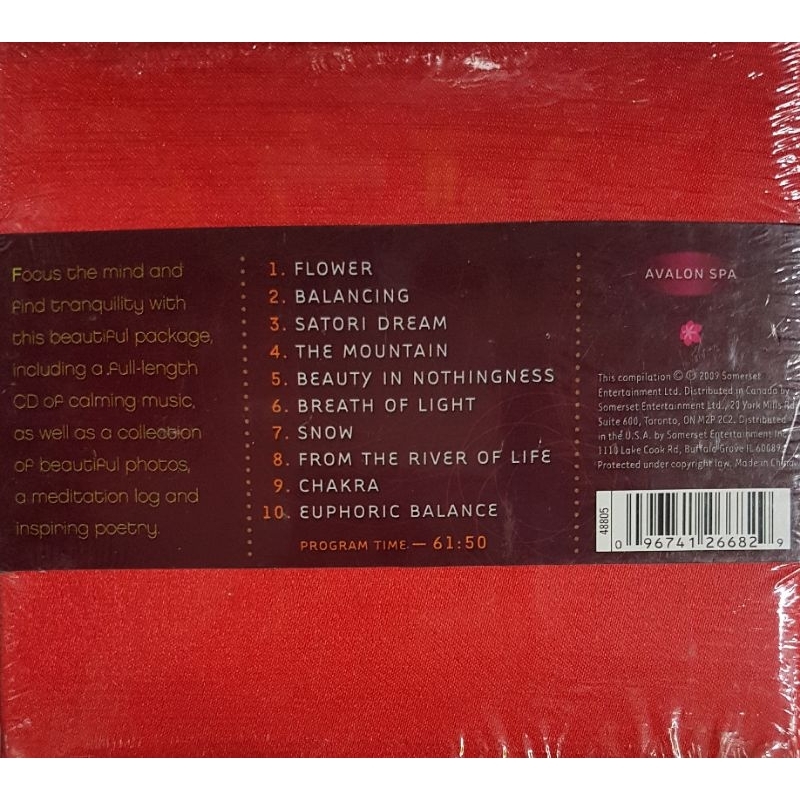 Focus the mind and
find tranquility with
this beautiful package,
including a full-length
CD of calming music,
as well as a collection
of beautiful photos,
a meditation log and
inspiring poetry.
1. FLOWER
2. BALANCING
3. SATORI DREAM
4. THE MOUNTAIN
5. BEAUTY IN NOTHINGNESS
6. BREATH OF LIGHT
7. SNOW
8. FROM THE RIVER OF LIFE
9. CHAKRA
10. EUPHORIC BALANCE
PROGRAM TIME — 61:50
AVALON SPA
This compilation © ℗ 2009 Somerset
Entertainment Ltd. Distributed in Canada by
Somerset Entertainment Ltd., 20 York Mills Rd
Suite 600, Toronto, ON M2P 2C2. Distributed
in the U.S.A. by Somerset Entertainment Inc.
1110 Lake Cook Rd, Buffalo Grove IL 60089.
Protected under copyright law. Made in China
48805
0 96741 26682 9